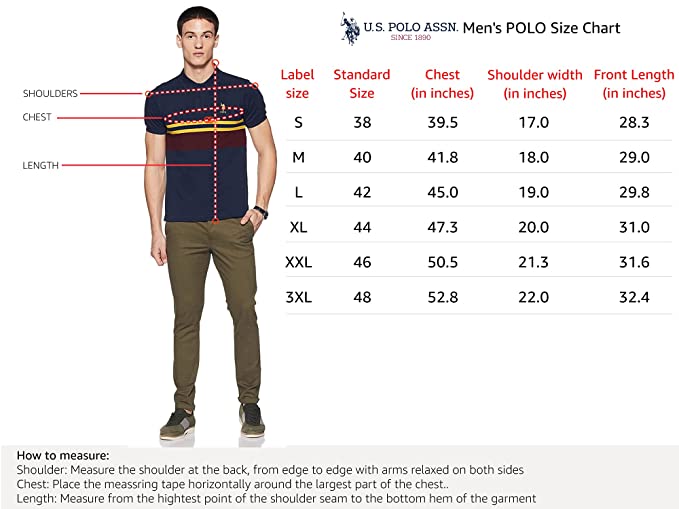 U.S. POLO ASSN. Men's POLO Size Chart
SINCE 1890
Label size Standard Size Chest (in inches) Shoulder width (in inches) Front Length (in inches)
S 38 39.5 17.0 28.3
M 40 41.8 18.0 29.0
L 42 45.0 19.0 29.8
XL 44 47.3 20.0 31.0
XXL 46 50.5 21.3 31.6
3XL 48 52.8 22.0 32.4
SHOULDERS
CHEST
LENGTH
How to measure:
Shoulder: Measure the shoulder at the back, from edge to edge with arms relaxed on both sides
Chest: Place the meassring tape horizontally around the largest part of the chest..
Length: Measure from the hightest point of the shoulder seam to the bottom hem of the garment